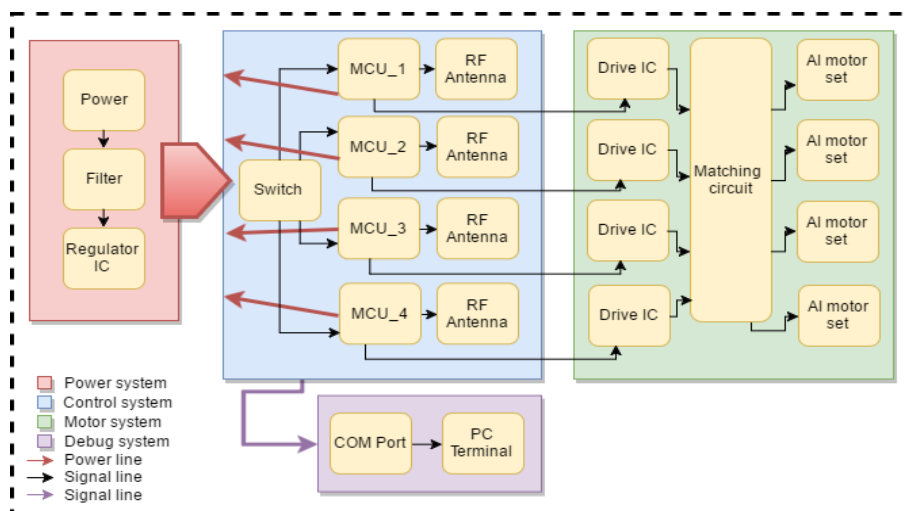 Power
Filter
Regulator
IC
Switch
MCU_1
RF
Antenna
MCU_2
RF
Antenna
MCU_3
RF
Antenna
MCU_4
RF
Antenna
Drive IC
Drive IC
Drive IC
Drive IC
Matching
circuit
AI motor
set
AI motor
set
AI motor
set
AI motor
set
COM Port
PC
Terminal
Power system
Control system
Motor system
Debug system
Power line
Signal line
Signal line